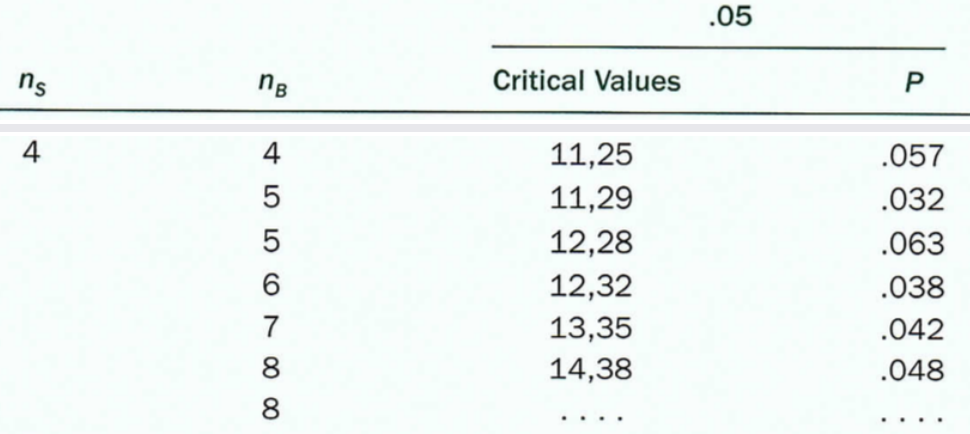 .05
nS nB Critical Values P
4 4 11,25 .057
5 11,29 .032
5 12,28 .063
6 12,32 .038
7 13,35 .042
8 14,38 .048
8 .... ....